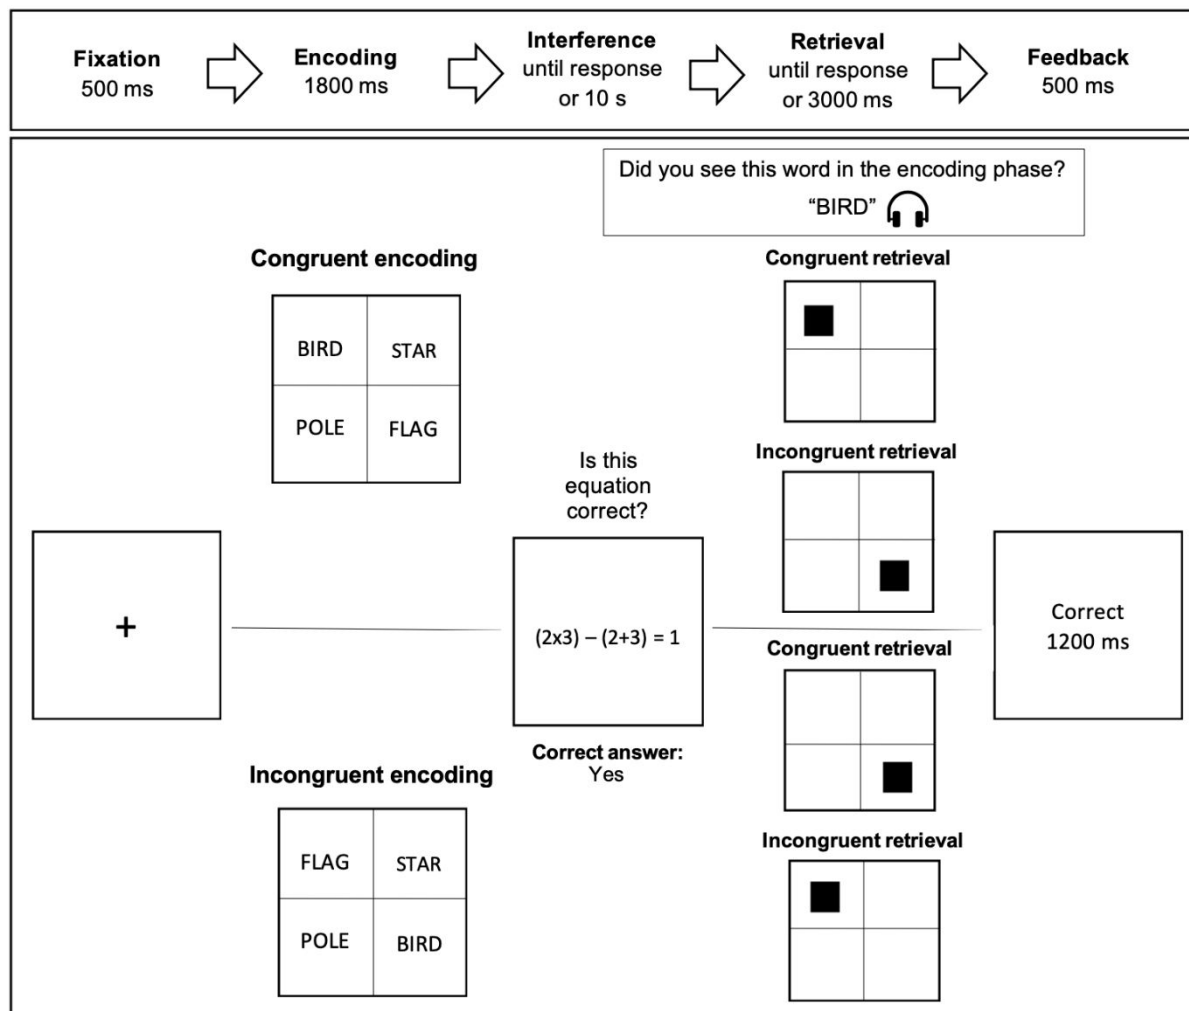 Fixation
500 ms
Encoding
1800 ms
Interference
until response
or 10 s
Retrieval
until response
or 3000 ms
Feedback
500 ms
Did you see this word in the encoding phase?
“BIRD”
Congruent encoding
BIRD STAR
POLE FLAG
Incongruent encoding
FLAG STAR
POLE BIRD
+
Is this
equation
correct?
(2x3) – (2+3) = 1
Correct answer:
Yes
Congruent retrieval
Incongruent retrieval
Congruent retrieval
Incongruent retrieval
Correct
1200 ms